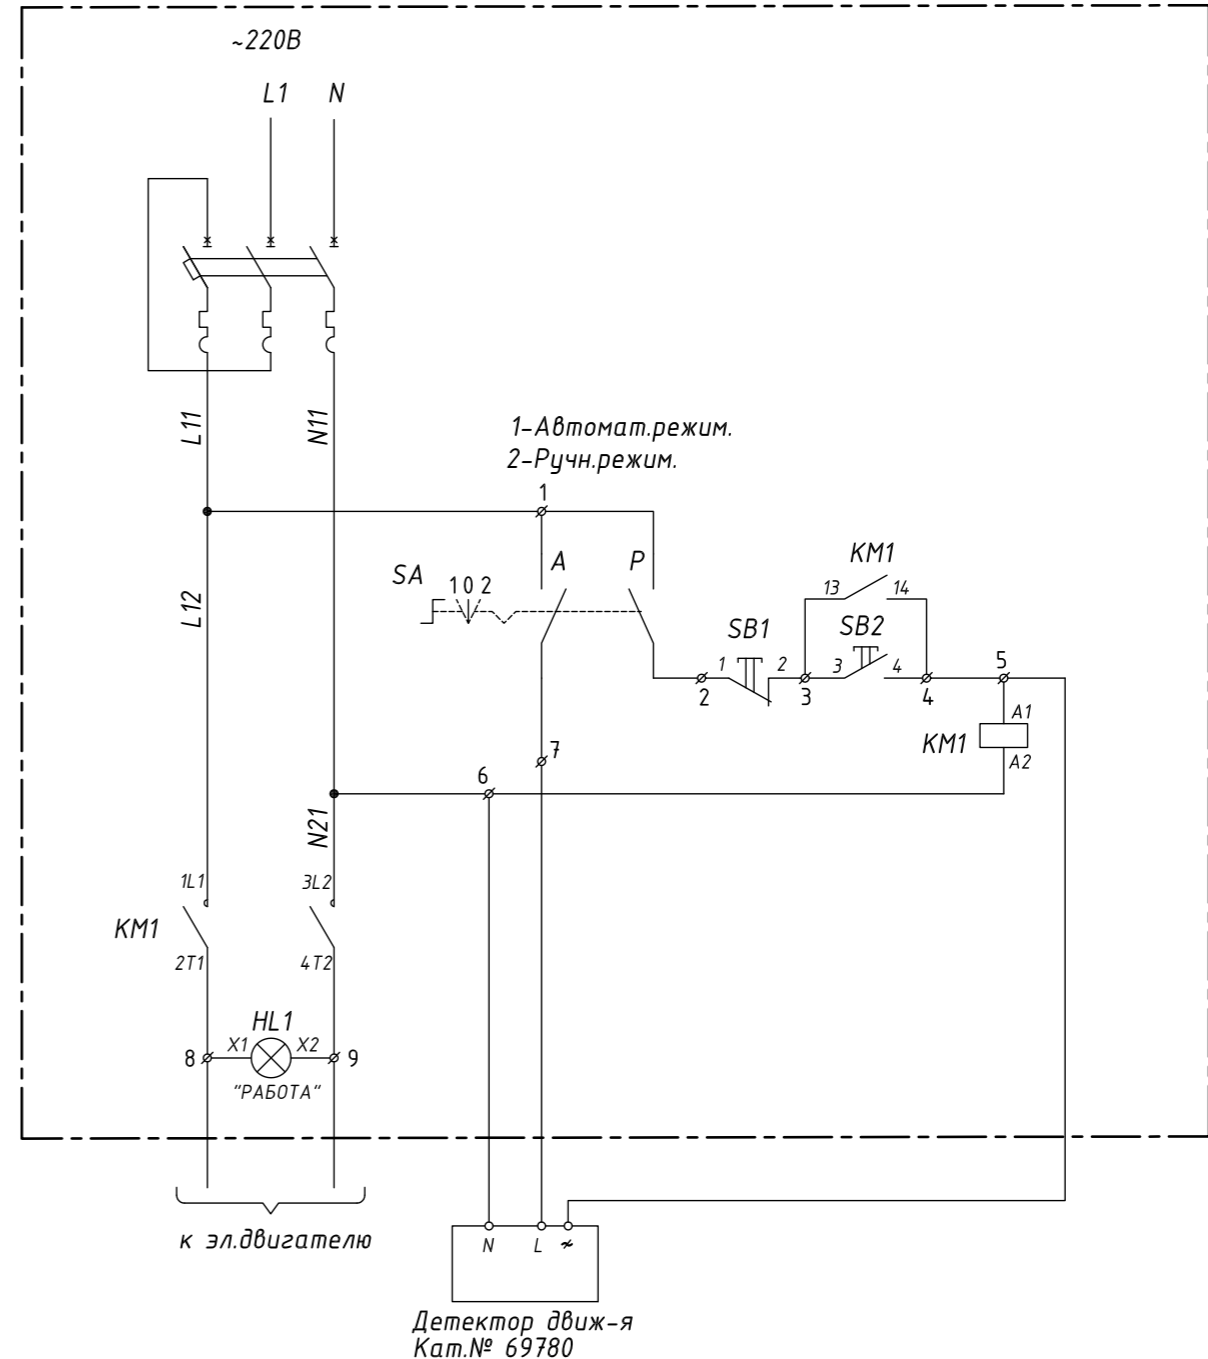 ~220В
L1 N
L11
N11
1-Автомат.режим.
2-Ручн.режим.
1
A
P
SA
1 0 2
L12
KM1
13 14
SB1
SB2
1 2
3 4
5
2
3
4
A1
KM1
A2
7
6
N21
1L1
3L2
KM1
2T1
4T2
HL1
8
X1 X2
9
"РАБОТА"
к эл.двигателю
N L ~
Детектор движ-я
Кат.№ 69780